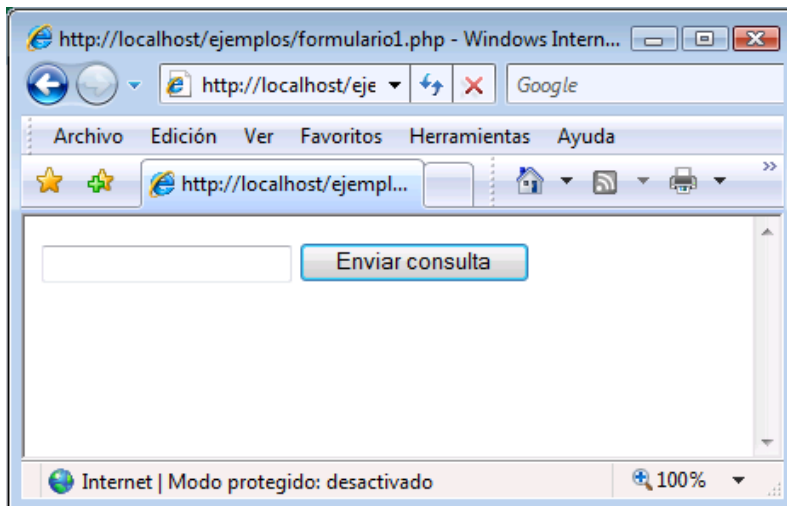 http://localhost/ejemplos/formulario1.php - Windows Intern...
http://localhost/eje
Google
Archivo Edición Ver Favoritos Herramientas Ayuda
http://localhost/ejempl...
Enviar consulta
Internet | Modo protegido: desactivado
100%